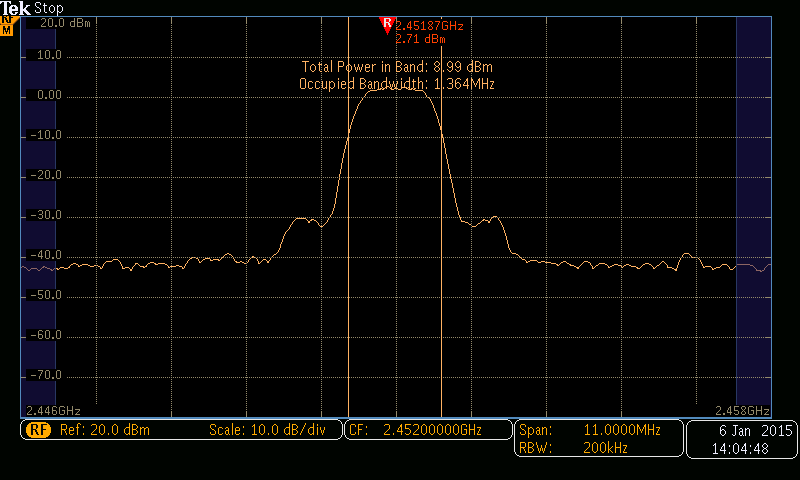 Tek Stop
RF
M
20.0 dBm
R
2.45187GHz
2.71 dBm
10.0
Total Power in Band: 8.99 dBm
Occupied Bandwidth: 1.364MHz
0.00
-10.0
-20.0
-30.0
-40.0
-50.0
-60.0
-70.0
2.446GHz
2.458GHz
RF Ref: 20.0 dBm Scale: 10.0 dB/div CF: 2.45200000GHz
Span: 11.0000MHz
RBW: 200kHz
6 Jan 2015
14:04:48